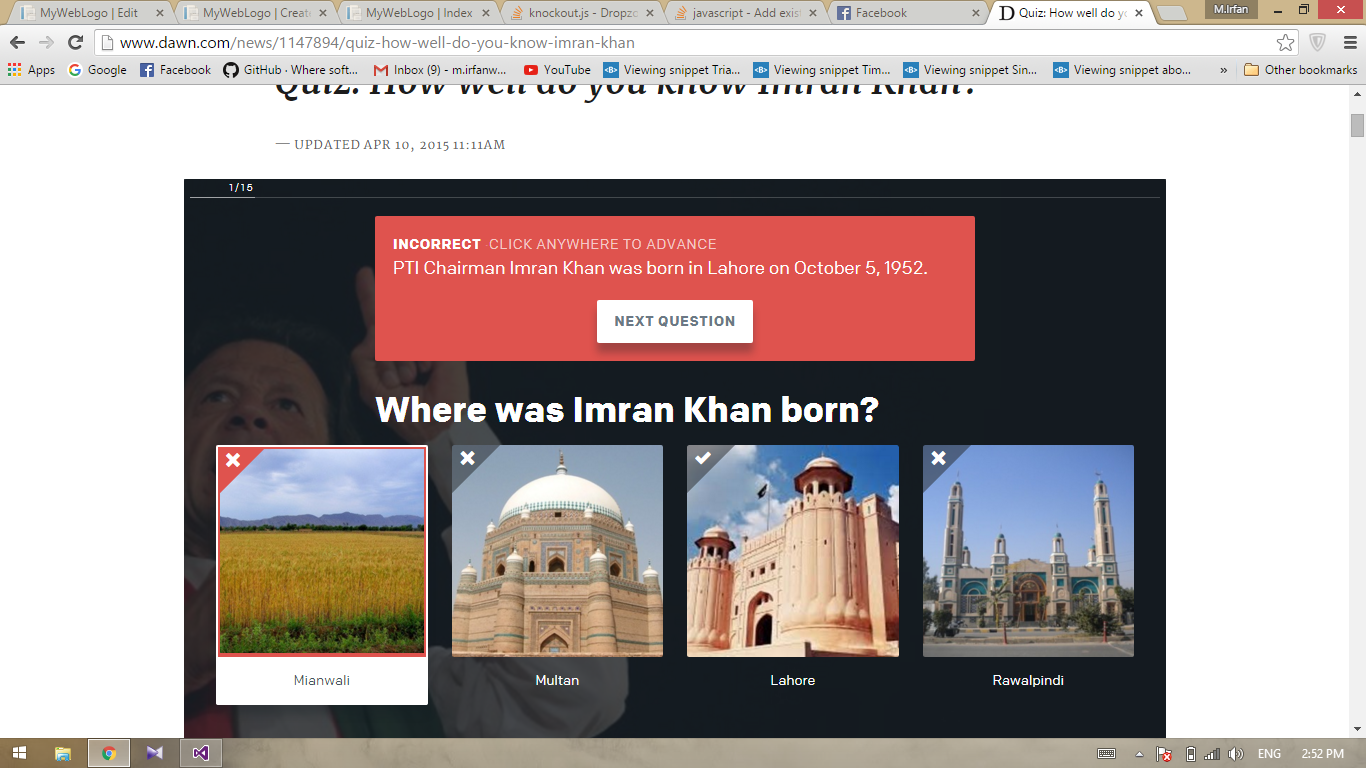 MyWebLogo | Edit
MyWebLogo | Create
MyWebLogo | Index
knockout.js - Dropzo
javascript - Add exist
Facebook
Quiz: How well do yo
M.Irfan
www.dawn.com/news/1147894/quiz-how-well-do-you-know-imran-khan
Apps
Google
Facebook
GitHub · Where soft...
Inbox (9) - m.irfanw...
YouTube
Viewing snippet Tria...
Viewing snippet Tim...
Viewing snippet Sin...
Viewing snippet abo...
»
Other bookmarks
Quiz: How well do you know Imran Khan?
— UPDATED APR 10, 2015 11:11AM
1/15
INCORRECT CLICK ANYWHERE TO ADVANCE
PTI Chairman Imran Khan was born in Lahore on October 5, 1952.
NEXT QUESTION
Where was Imran Khan born?
Mianwali
Multan
Lahore
Rawalpindi
ENG
2:52 PM